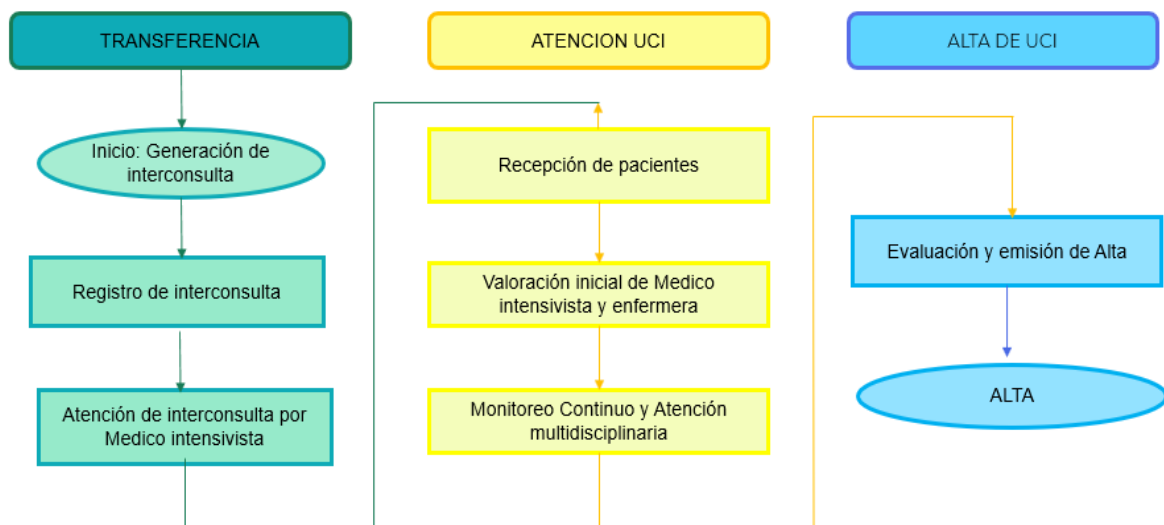 TRANSFERENCIA
Inicio: Generación de
interconsulta
Registro de interconsulta
Atención de interconsulta por
Medico intensivista
ATENCION UCI
Recepción de pacientes
Valoración inicial de Medico
intensivista y enfermera
Monitoreo Continuo y Atención
multidisciplinaria
ALTA DE UCI
Evaluación y emisión de Alta
ALTA